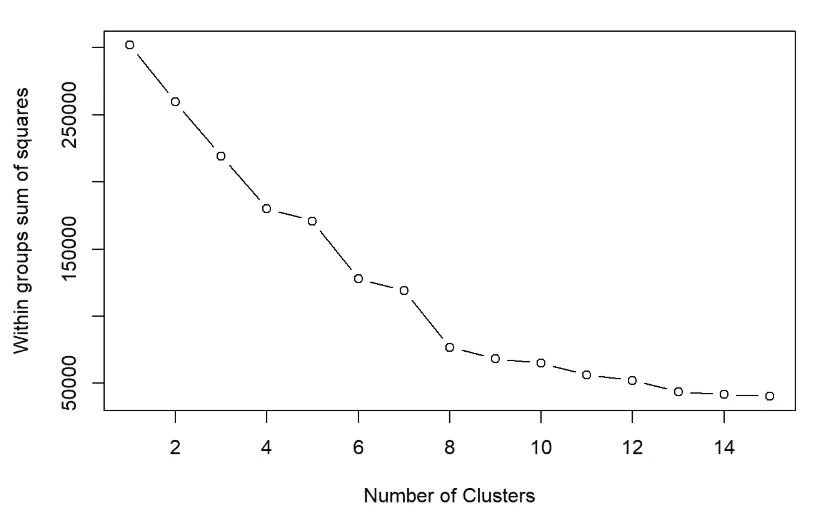 Within groups sum of squares
250000
150000
50000
2 4 6 8 10 12 14
Number of Clusters